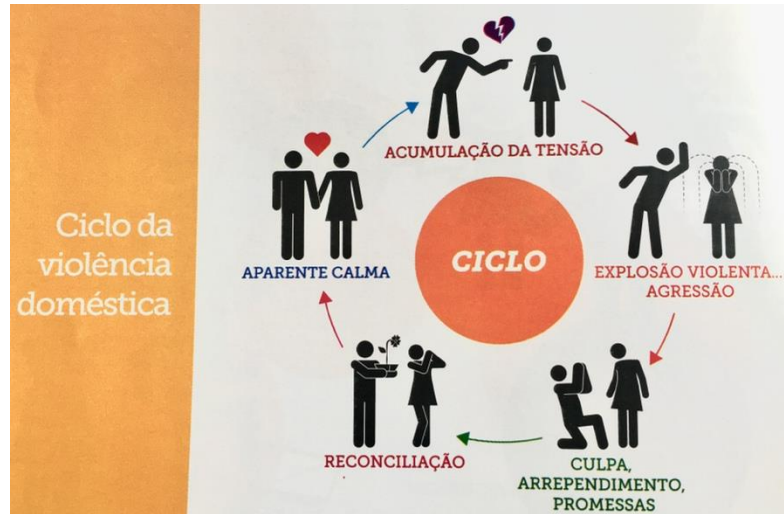 Ciclo da
violência
doméstica
ACUMULAÇÃO DA TENSÃO
EXPLOSÃO VIOLENTA...
AGRESSÃO
CULPA,
ARREPENDIMENTO,
PROMESSAS
RECONCILIAÇÃO
APARENTE CALMA
CICLO